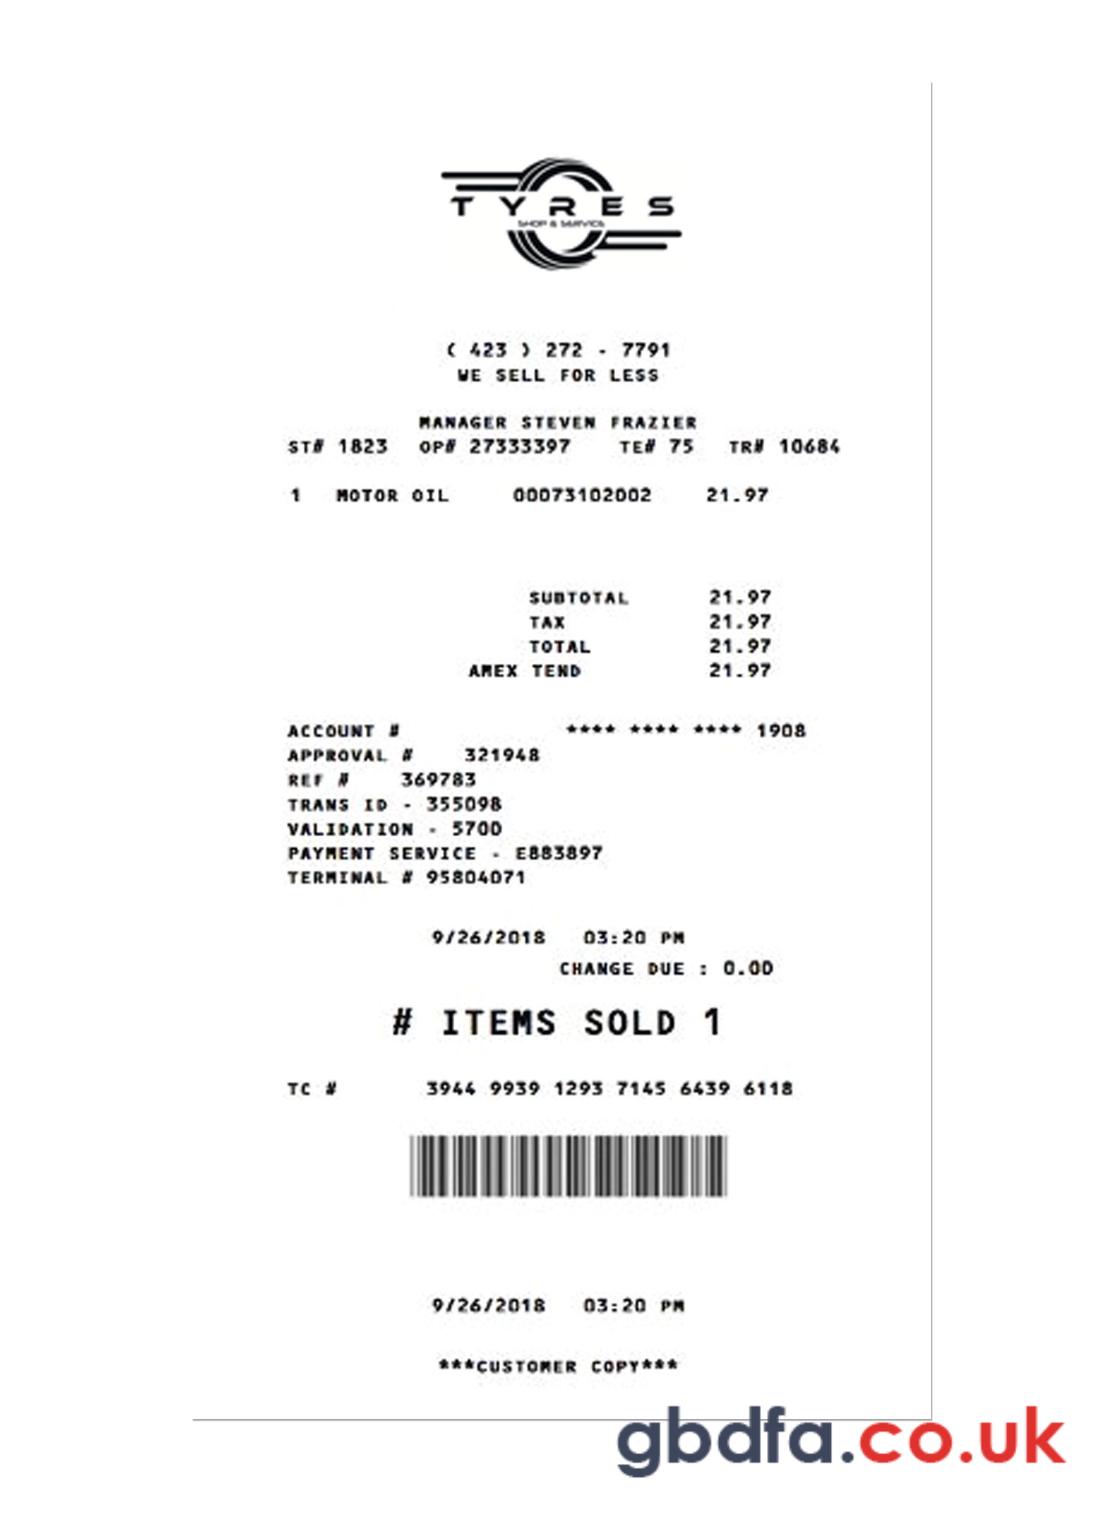 TYRES
SHOP & SERVICE
( 423 ) 272 - 7791
WE SELL FOR LESS
MANAGER STEVEN FRAZIER
ST# 1823 OP# 27333397 TE# 75 TR# 10684
1 MOTOR OIL 00073102002 21.97
SUBTOTAL 21.97
TAX 21.97
TOTAL 21.97
AMEX TEND 21.97
ACCOUNT # **** **** **** 1908
APPROVAL # 321948
REF # 369783
TRANS ID - 355098
VALIDATION - 5700
PAYMENT SERVICE - E883897
TERMINAL # 95804071
9/26/2018 03:20 PM
CHANGE DUE : 0.00
# ITEMS SOLD 1
TC # 3944 9939 1293 7145 6439 6118
9/26/2018 03:20 PM
***CUSTOMER COPY***
gbdfa.co.uk